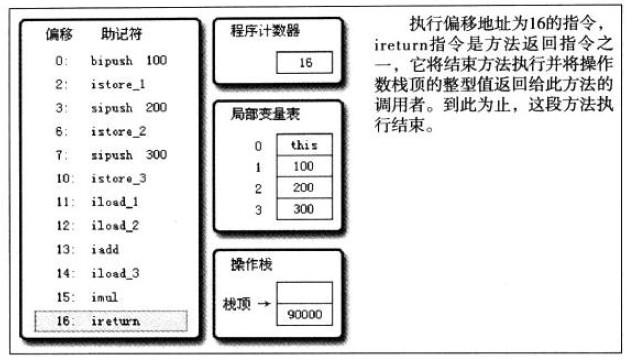 偏移 助记符
0: bipush 100
2: istore_1
3: sipush 200
6: istore_2
7: sipush 300
10: istore_3
11: iload_1
12: iload_2
13: iadd
14: iload_3
15: imul
16: ireturn
程序计数器
16
局部变量表
0 this
1 100
2 200
3 300
操作栈
栈顶 →
90000
执行偏移地址为16的指令，
ireturn指令是方法返回指令之
一，它将结束方法执行并将操作
数栈顶的整型值返回给此方法的
调用者。到此为止，这段方法执
行结束。